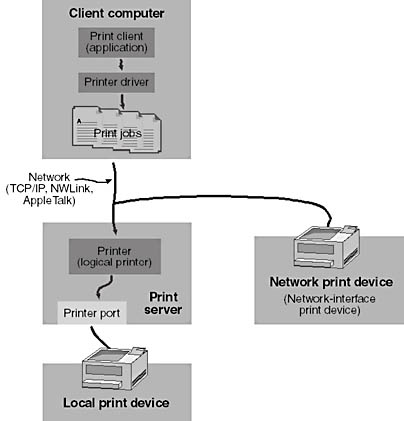 Client computer
Print client
(application)
Printer driver
A
Print jobs
Network
(TCP/IP, NWLink,
AppleTalk)
Printer
(logical printer)
Print
server
Printer port
Local print device
Network print device
(Network-interface
print device)